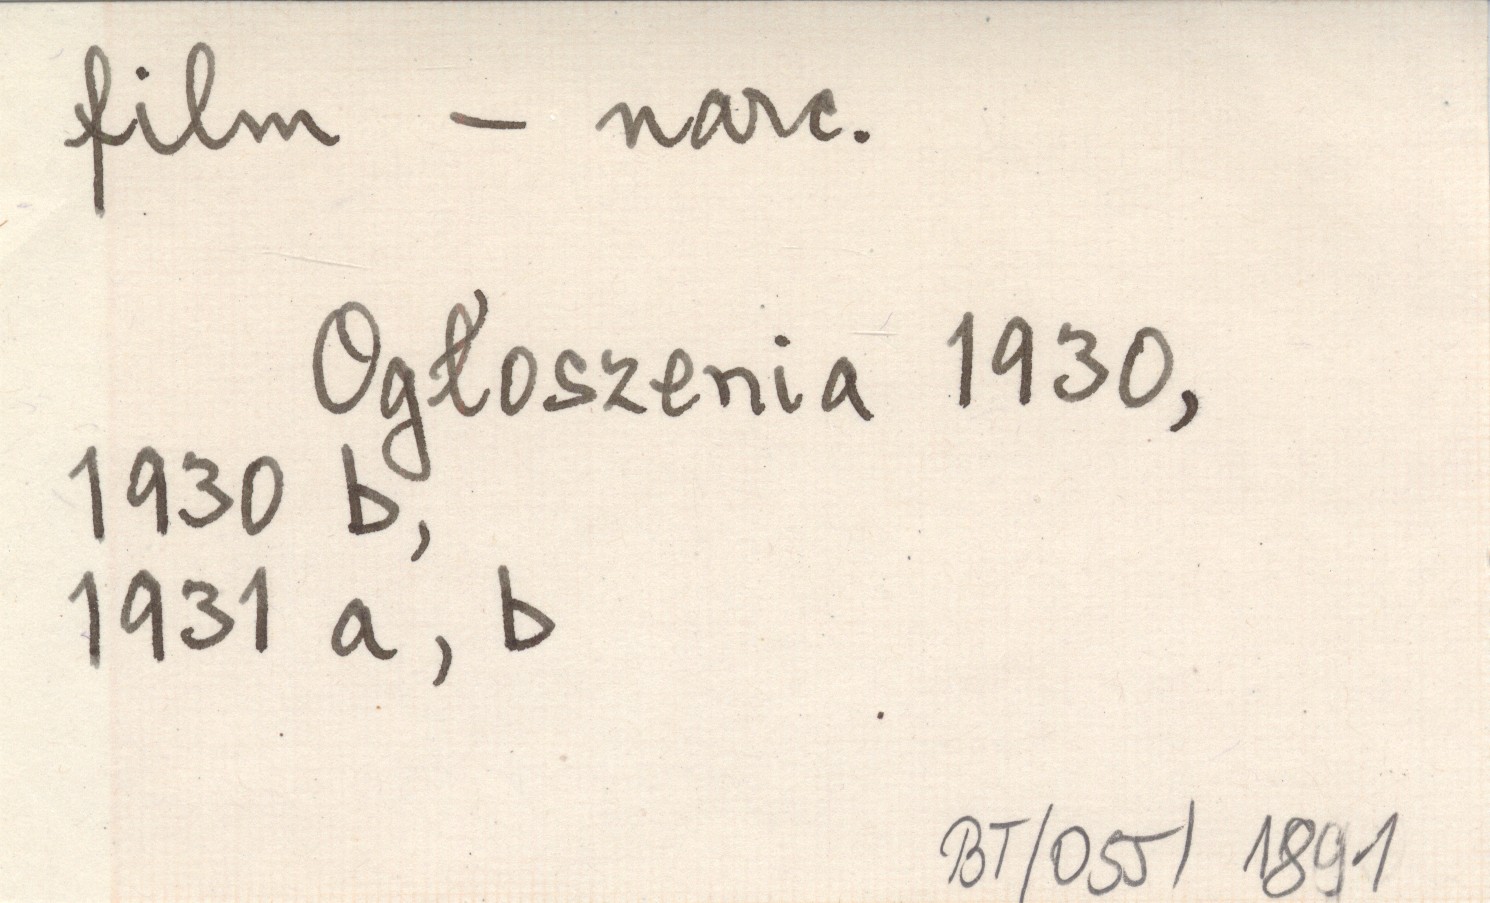 film – narc.
Ogłoszenia 1930,
1930 b,
1931 a, b
BT/055/ 1891